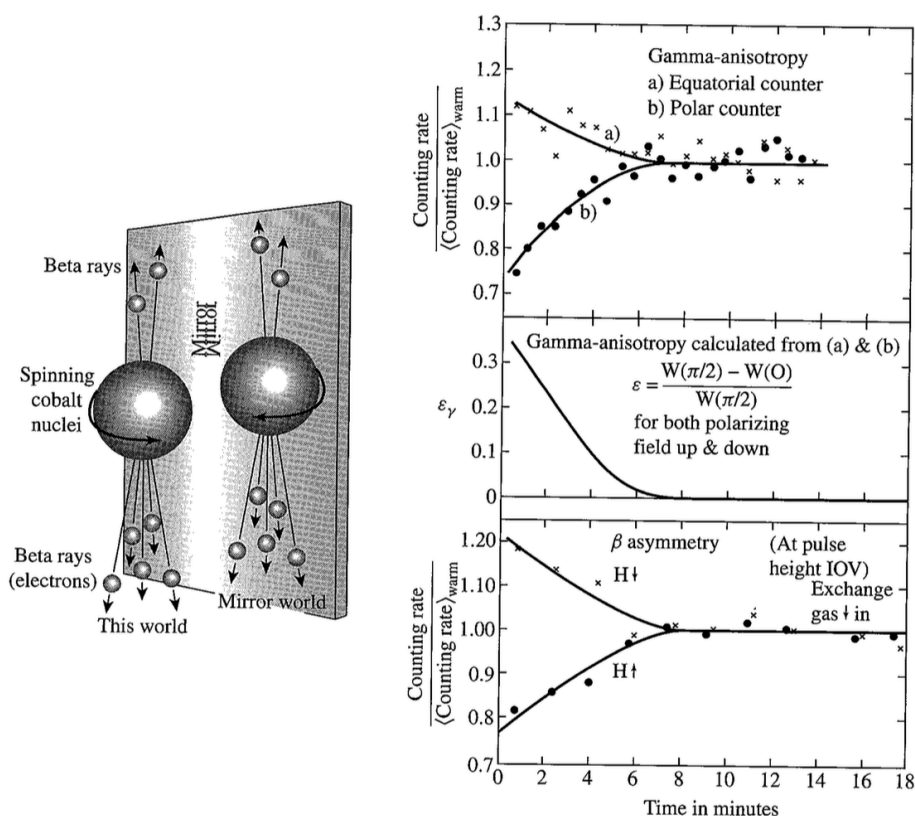 Beta rays
Mirror
Spinning
cobalt
nuclei
Beta rays
(electrons)
This world
Mirror world
Counting rate
⟨Counting rate⟩warm
1.3
1.2
1.1
1.0
0.9
0.8
0.7
Gamma-anisotropy
a) Equatorial counter
b) Polar counter
a)
b)
εγ
0.3
0.2
0.1
0
Gamma-anisotropy calculated from (a) & (b)
ε = W(π/2) − W(O) / W(π/2)
for both polarizing
field up & down
Counting rate
⟨Counting rate⟩warm
1.20
1.10
1.00
0.9
0.8
0.7
β asymmetry
(At pulse
height IOV)
H↓
Exchange
gas ↓ in
H↑
0 2 4 6 8 10 12 14 16 18
Time in minutes